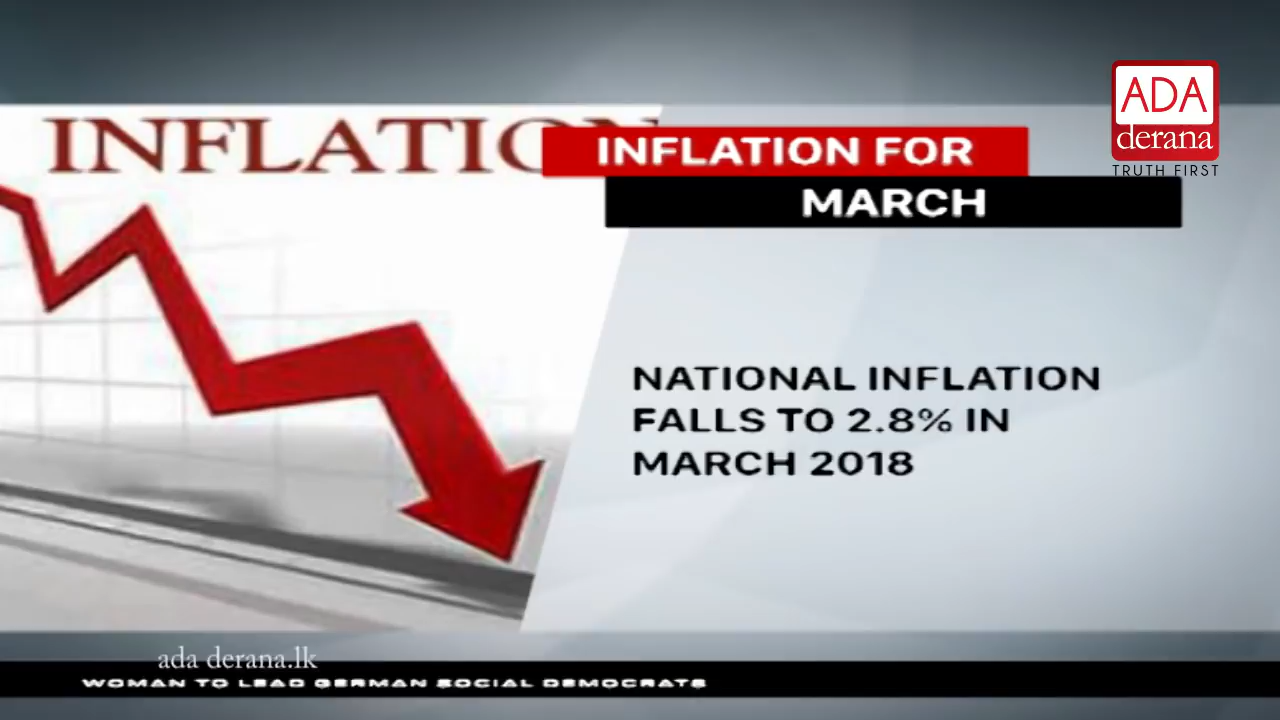 INFLATIO
INFLATION FOR
MARCH
ADA
derana
TRUTH FIRST
NATIONAL INFLATION
FALLS TO 2.8% IN
MARCH 2018
ada derana.lk
WOMAN TO LEAD GERMAN SOCIAL DEMOCRATS